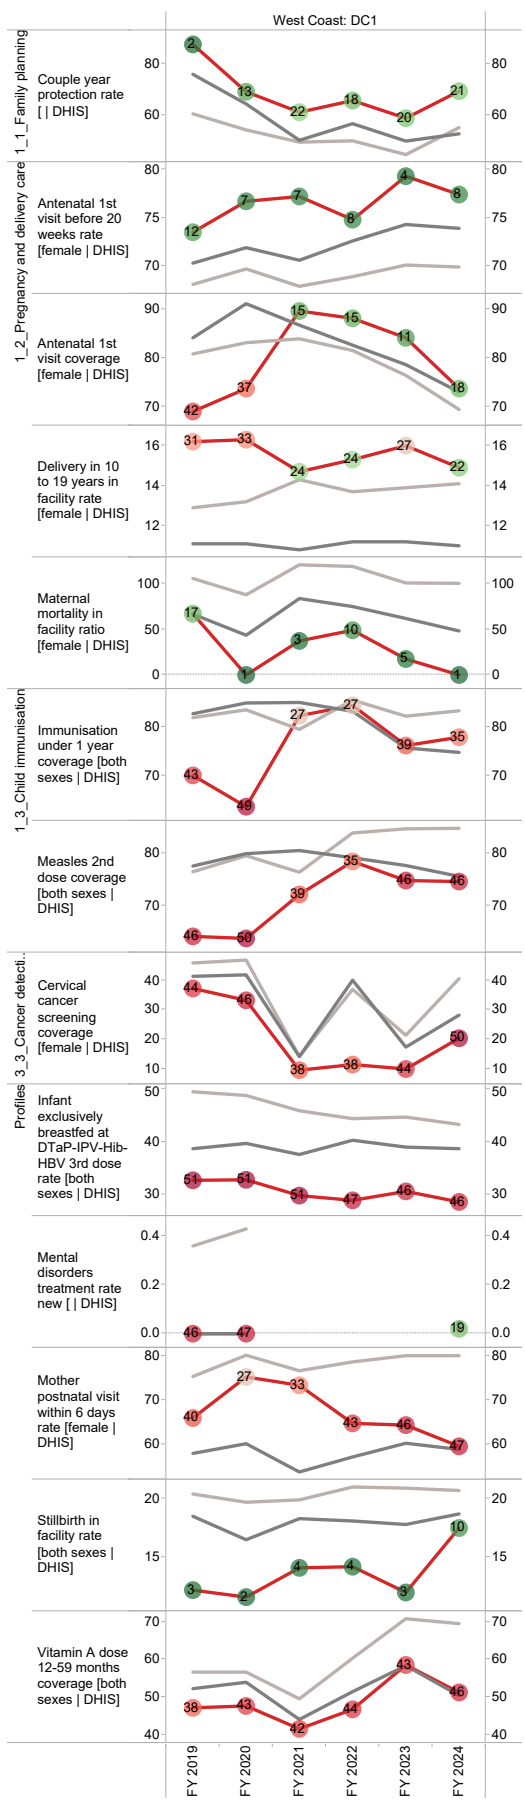 West Coast: DC1
1_1_Family planning
Couple year
protection rate
[ | DHIS]
80
60
2
13
22
18
20
21
80
60
1_2_Pregnancy and delivery care
Antenatal 1st
visit before 20
weeks rate
[female | DHIS]
80
75
70
12
7
7
8
4
8
80
75
70
Antenatal 1st
visit coverage
[female | DHIS]
90
80
70
42
37
15
15
11
18
90
80
70
Delivery in 10
to 19 years in
facility rate
[female | DHIS]
16
14
12
31
33
24
24
27
22
16
14
12
Maternal
mortality in
facility ratio
[female | DHIS]
100
50
0
17
1
3
10
5
1
100
50
0
1_3_Child immunisation
Immunisation
under 1 year
coverage [both
sexes | DHIS]
80
70
43
49
27
27
39
35
80
70
Measles 2nd
dose coverage
[both sexes |
DHIS]
80
70
46
50
39
35
46
46
80
70
3_3_Cancer detecti..
Cervical
cancer
screening
coverage
[female | DHIS]
40
30
20
10
44
46
38
38
44
50
40
30
20
10
Profiles
Infant
exclusively
breastfed at
DTaP-IPV-Hib-
HBV 3rd dose
rate [both
sexes | DHIS]
50
40
30
51
51
51
47
46
46
50
40
30
Mental
disorders
treatment rate
new [ | DHIS]
0.4
0.2
0.0
46
47
19
0.4
0.2
0.0
Mother
postnatal visit
within 6 days
rate [female |
DHIS]
80
70
60
40
27
33
43
46
47
80
70
60
Stillbirth in
facility rate
[both sexes |
DHIS]
20
15
3
2
4
4
3
10
20
15
Vitamin A dose
12-59 months
coverage [both
sexes | DHIS]
70
60
50
40
38
43
42
44
43
46
70
60
50
40
FY 2019
FY 2020
FY 2021
FY 2022
FY 2023
FY 2024